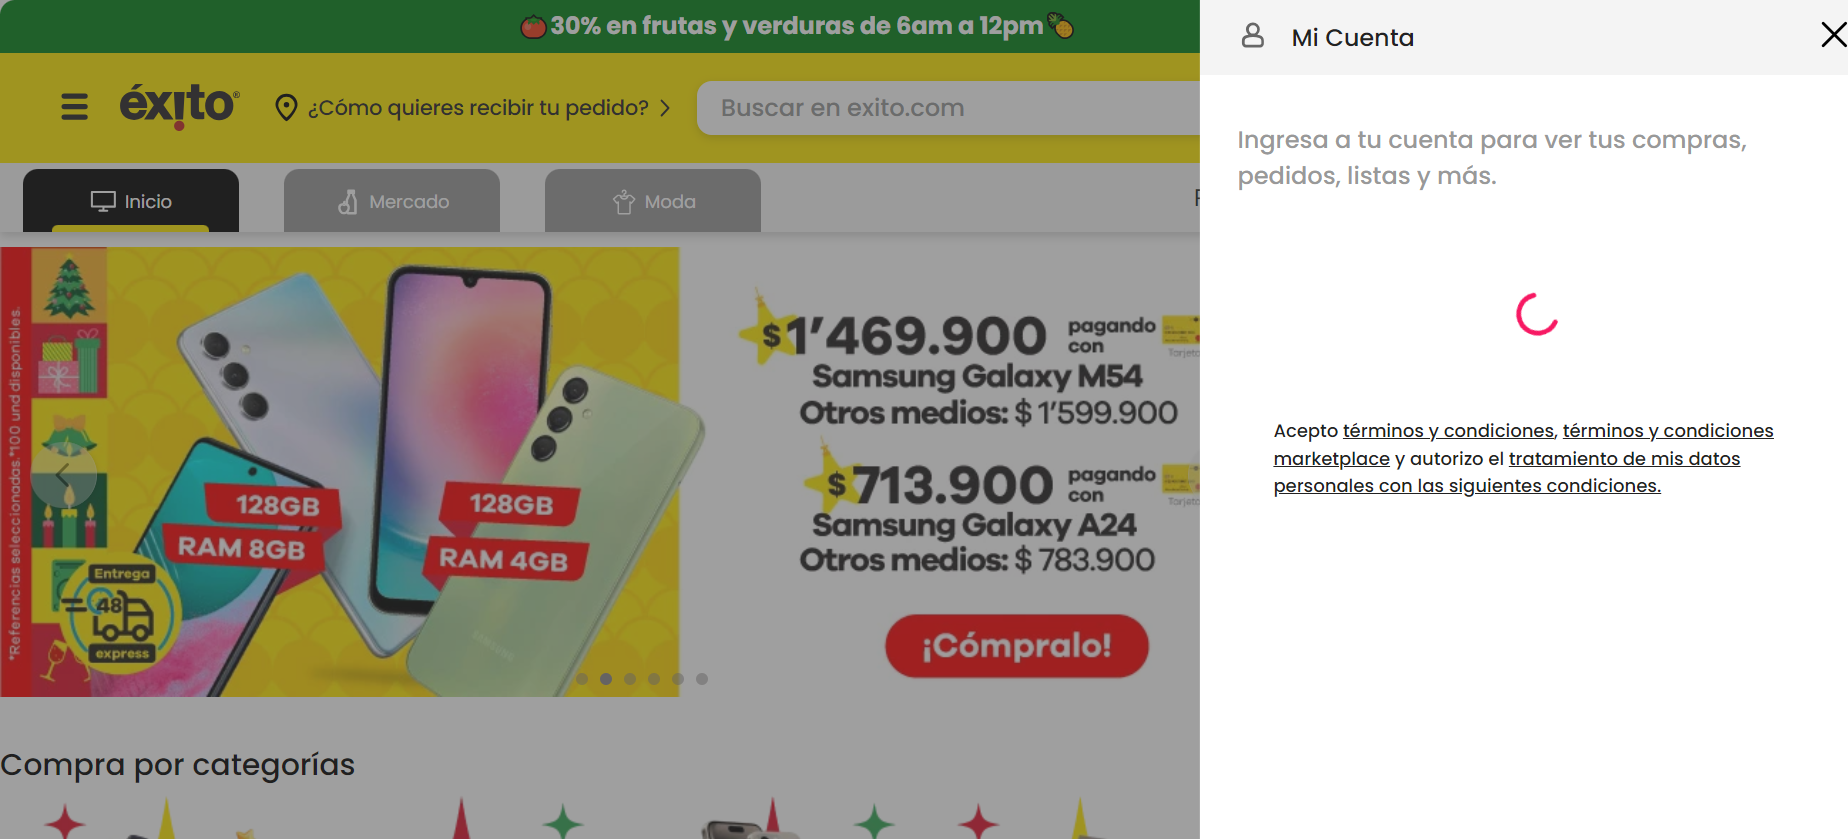 30% en frutas y verduras de 6am a 12pm
éxito
¿Cómo quieres recibir tu pedido?
Buscar en exito.com
Inicio
Mercado
Moda
*Referencias seleccionadas.*100 und disponibles.
128GB
RAM 8GB
128GB
RAM 4GB
SAMSUNG
Entrega
48
express
$1'469.900 pagando con
Tarjeta
Samsung Galaxy M54
Otros medios: $ 1'599.900
$713.900 pagando con
Tarjeta
Samsung Galaxy A24
Otros medios: $ 783.900
¡Cómpralo!
Compra por categorías
Mi Cuenta
Ingresa a tu cuenta para ver tus compras,
pedidos, listas y más.
Acepto términos y condiciones, términos y condiciones
marketplace y autorizo el tratamiento de mis datos
personales con las siguientes condiciones.